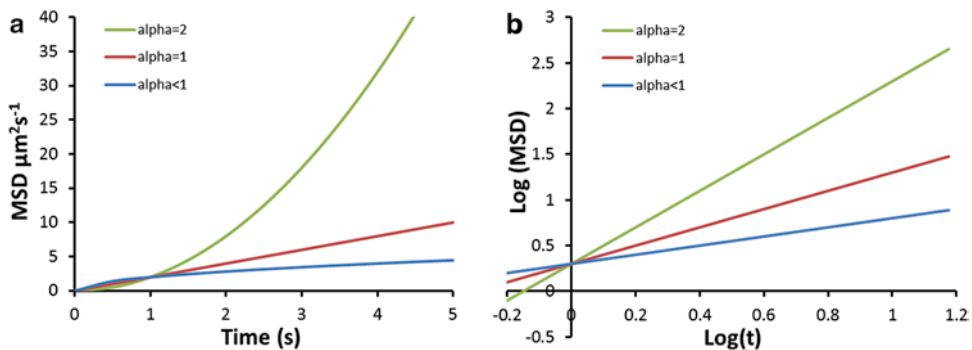 a
MSD µm²s⁻¹
40
35
30
25
20
15
10
5
0
alpha=2
alpha=1
alpha<1
0 1 2 3 4 5
Time (s)
b
Log (MSD)
3
2.5
2
1.5
1
0.5
0
-0.5
alpha=2
alpha=1
alpha<1
-0.2 0 0.2 0.4 0.6 0.8 1 1.2
Log(t)